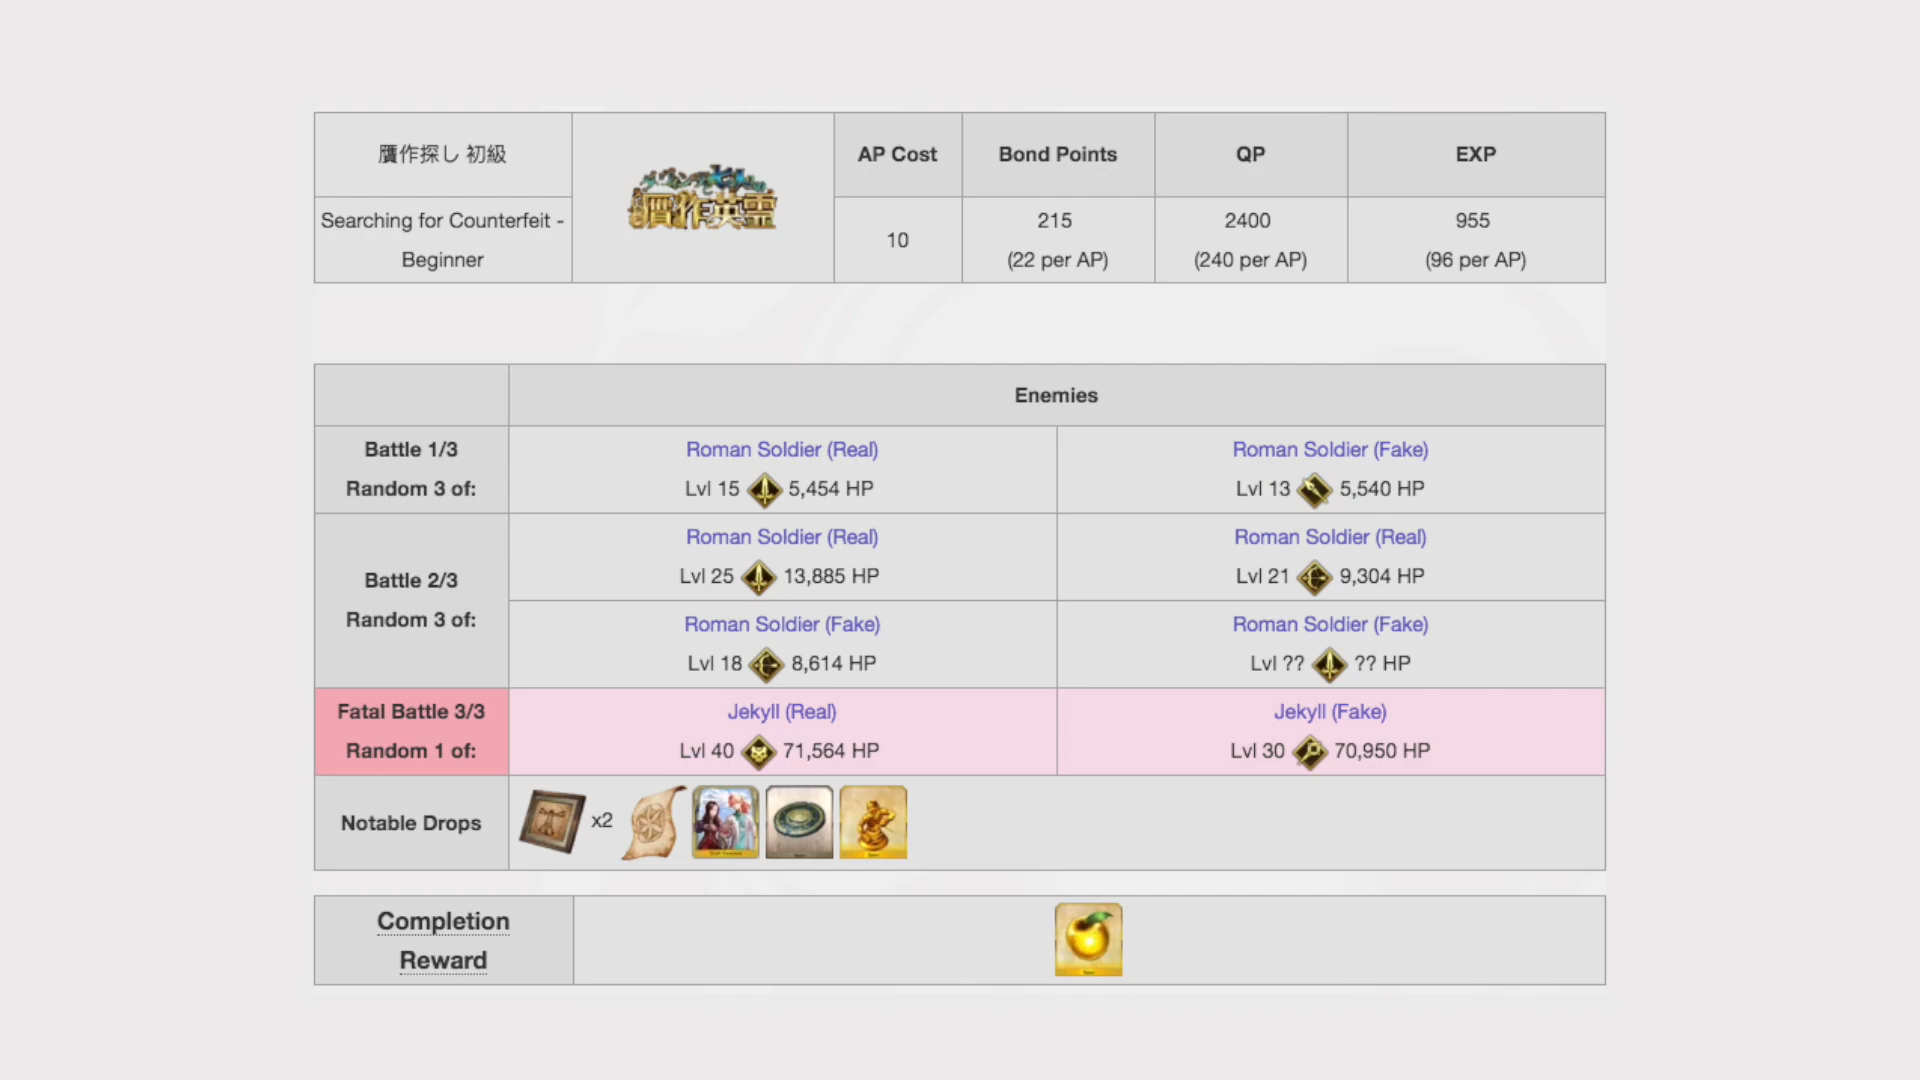 贋作探し 初級
AP Cost
Bond Points
QP
EXP
Searching for Counterfeit -
Beginner
贋作英霊
10
215
(22 per AP)
2400
(240 per AP)
955
(96 per AP)
Enemies
Battle 1/3
Random 3 of:
Roman Soldier (Real)
Lvl 15 5,454 HP
Roman Soldier (Fake)
Lvl 13 5,540 HP
Battle 2/3
Random 3 of:
Roman Soldier (Real)
Lvl 25 13,885 HP
Roman Soldier (Real)
Lvl 21 9,304 HP
Roman Soldier (Fake)
Lvl 18 8,614 HP
Roman Soldier (Fake)
Lvl ?? ?? HP
Fatal Battle 3/3
Random 1 of:
Jekyll (Real)
Lvl 40 71,564 HP
Jekyll (Fake)
Lvl 30 70,950 HP
Notable Drops
x2
Completion
Reward